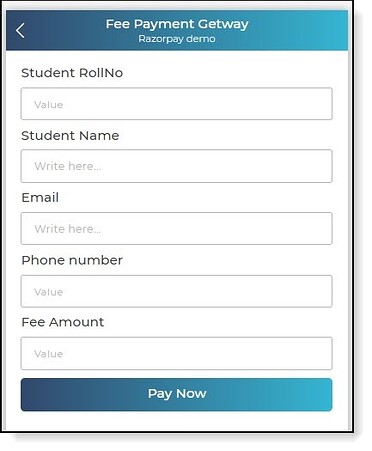 Fee Payment Getway
Razorpay demo
Student RollNo
Value
Student Name
Write here...
Email
Write here...
Phone number
Value
Fee Amount
Value
Pay Now